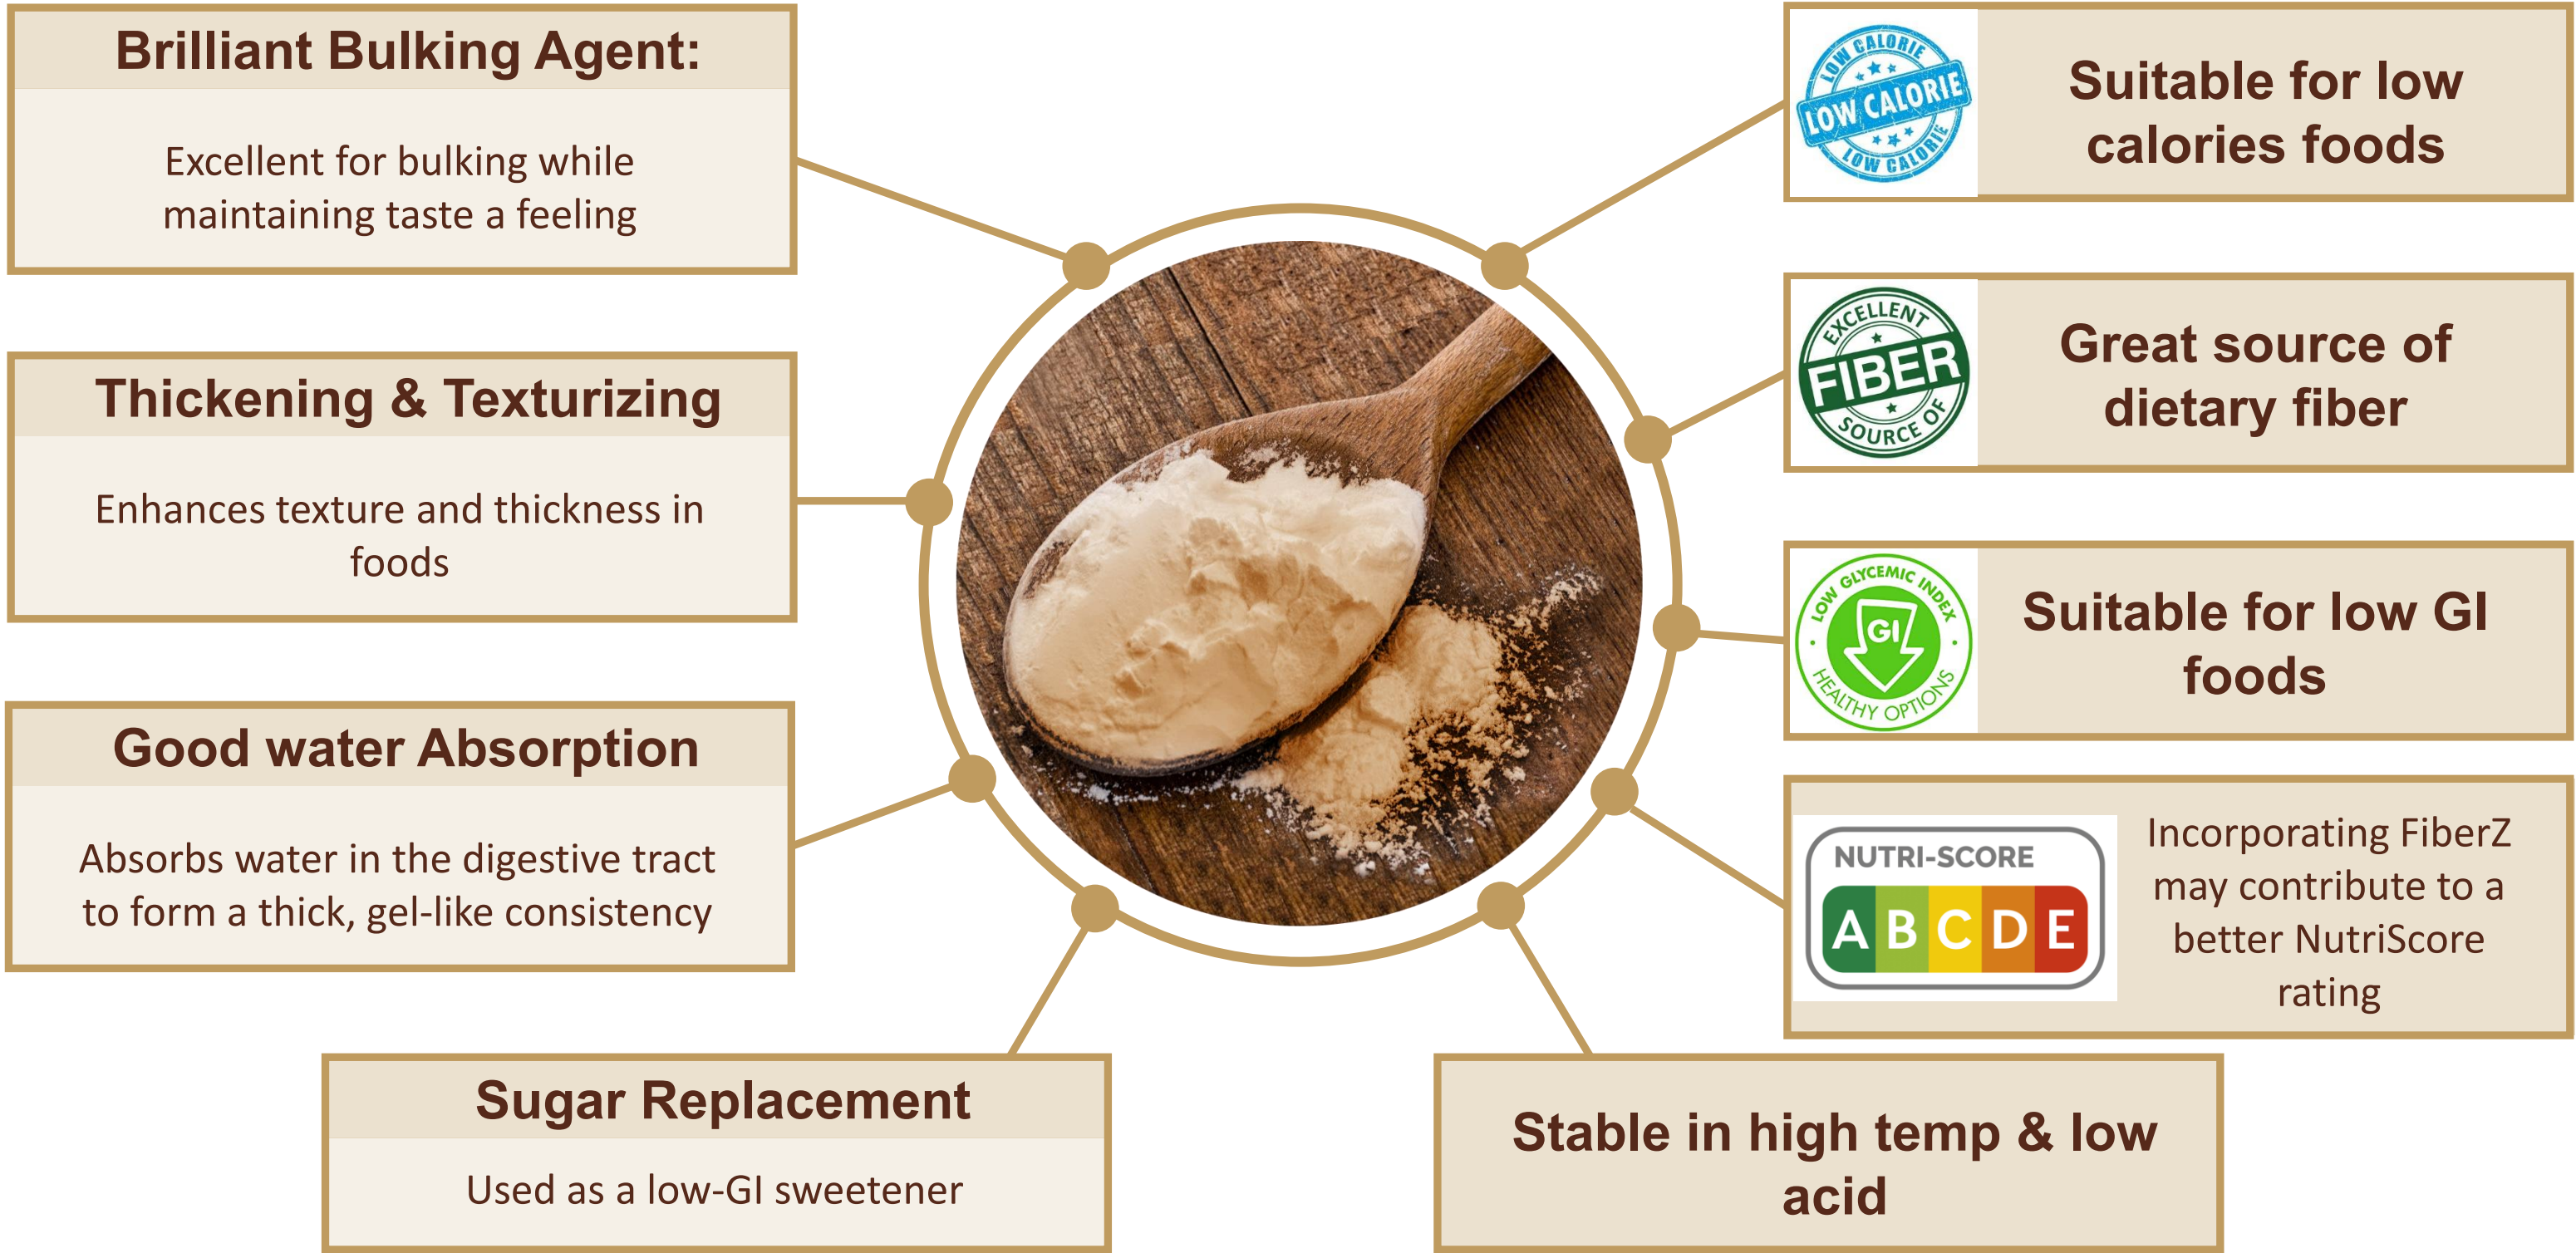 Brilliant Bulking Agent:
Excellent for bulking while
maintaining taste a feeling
Thickening & Texturizing
Enhances texture and thickness in
foods
Good water Absorption
Absorbs water in the digestive tract
to form a thick, gel-like consistency
Sugar Replacement
Used as a low-GI sweetener
LOW CALORIE
LOW CALORIE
LOW CALORIE
Suitable for low
calories foods
EXCELLENT
FIBER
SOURCE OF
Great source of
dietary fiber
LOW GLYCEMIC INDEX
GI
HEALTHY OPTIONS
Suitable for low GI
foods
NUTRI-SCORE
A B C D E
Incorporating FiberZ
may contribute to a
better NutriScore
rating
Stable in high temp & low
acid